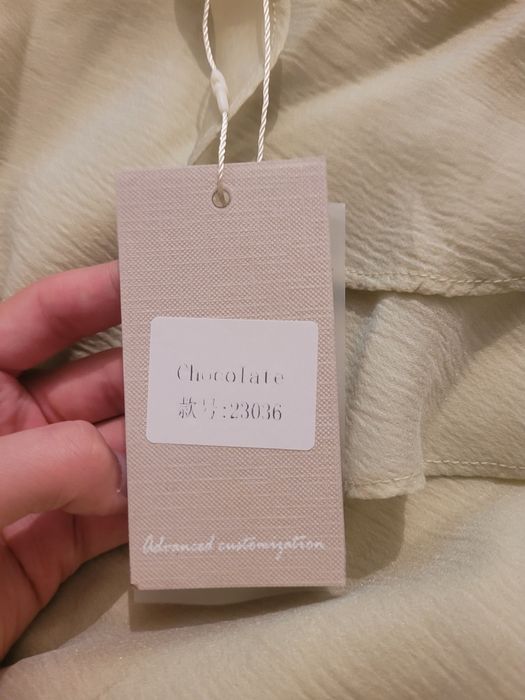 Chocolate
款号:23036
Advanced customization